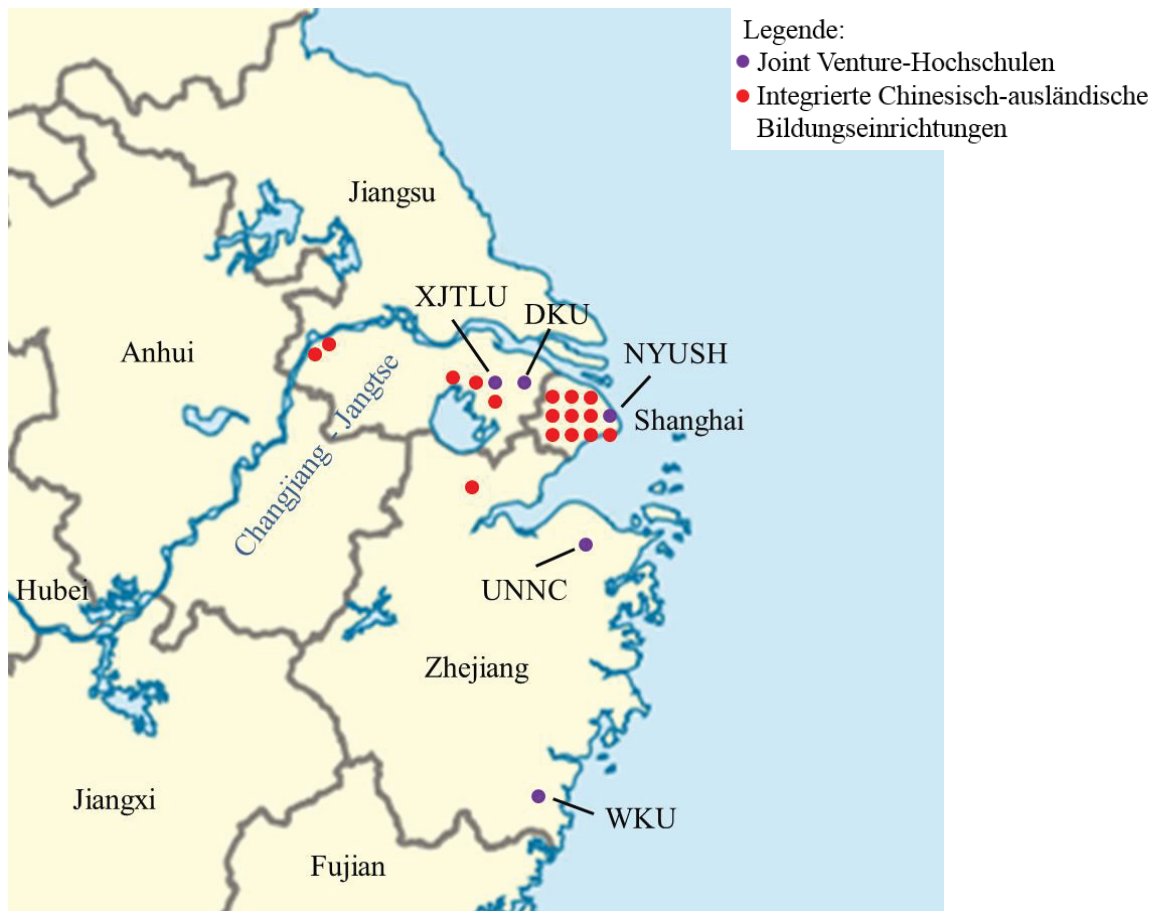 Legende:
Joint Venture-Hochschulen
Integrierte Chinesisch-ausländische
Bildungseinrichtungen
Jiangsu
XJTLU
DKU
Anhui
NYUSH
Shanghai
Changjiang - Jangtse
Hubei
UNNC
Zhejiang
Jiangxi
WKU
Fujian